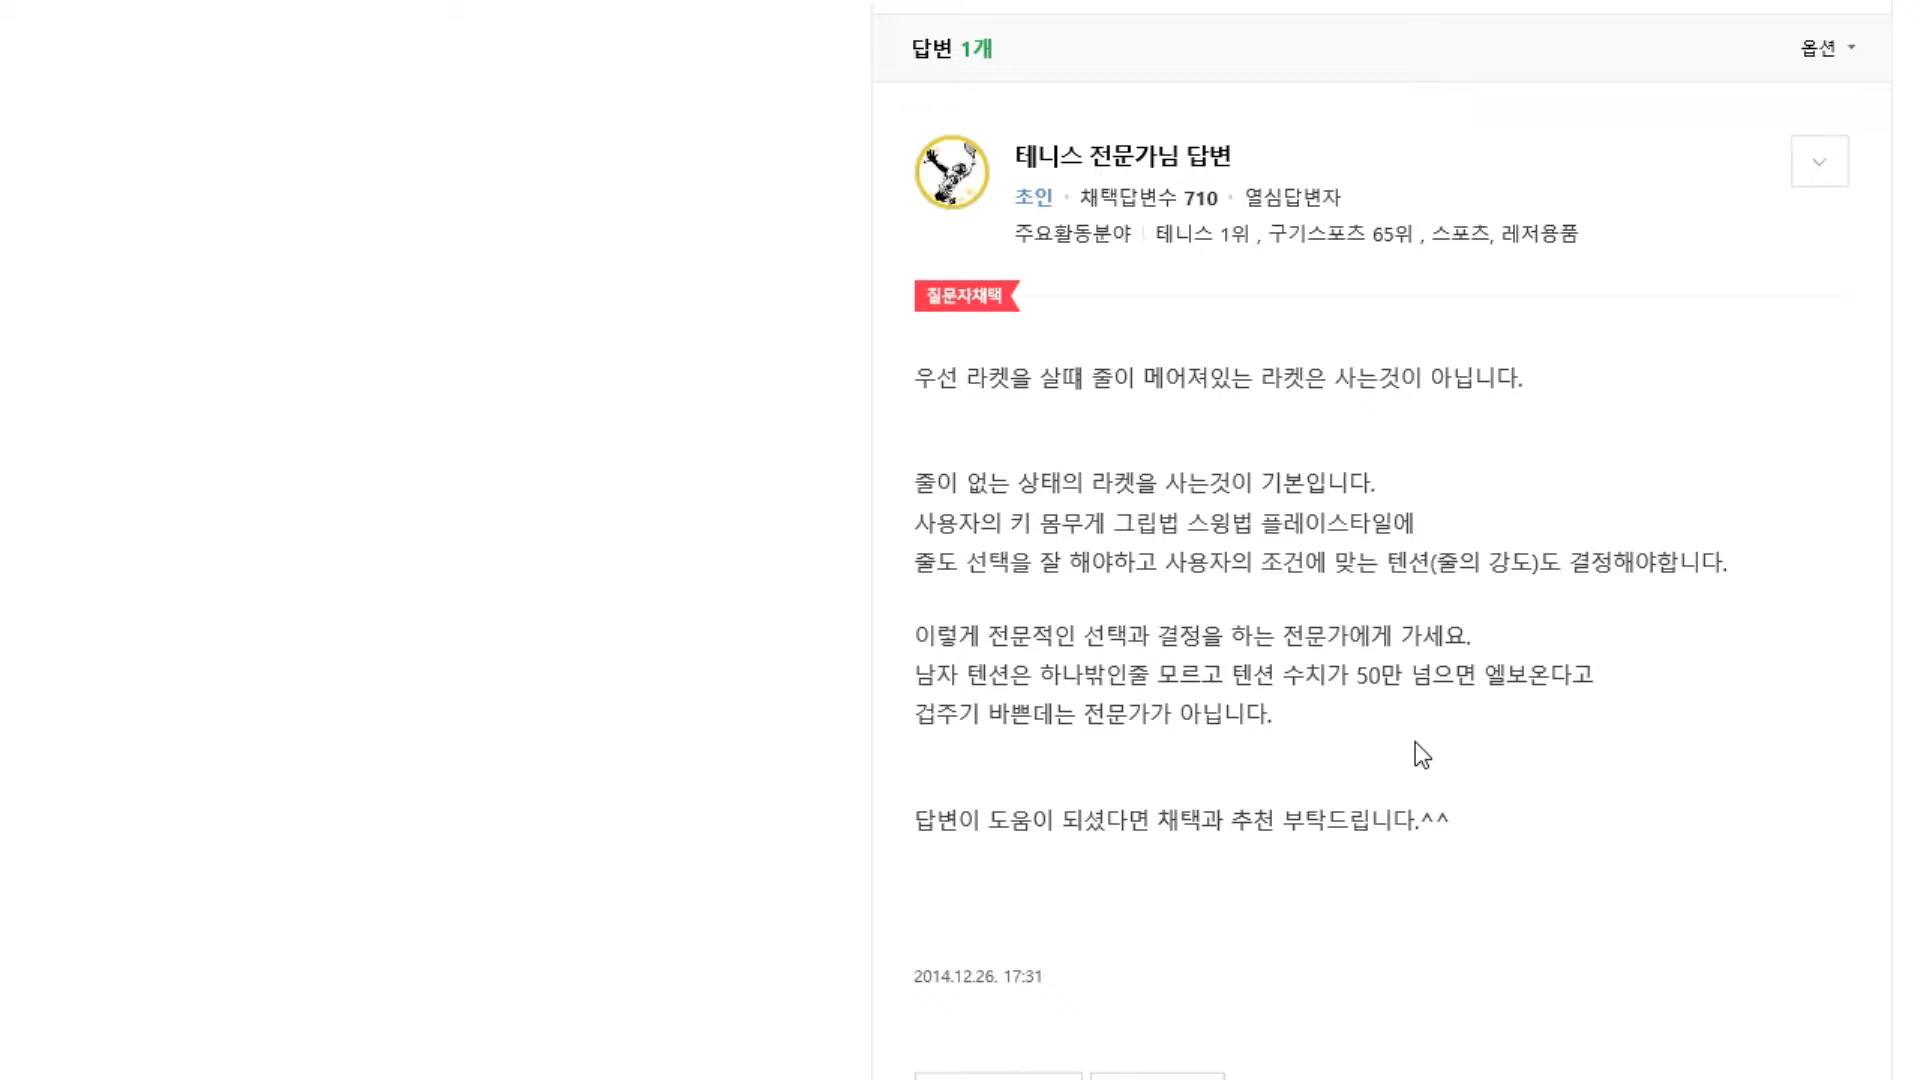 답변 1개
옵션
테니스 전문가님 답변
초인 · 채택답변수 710 · 열심답변자
주요활동분야 테니스 1위 , 구기스포츠 65위 , 스포츠, 레저용품
질문자채택
우선 라켓을 살떄 줄이 메어져있는 라켓은 사는것이 아닙니다.
줄이 없는 상태의 라켓을 사는것이 기본입니다.
사용자의 키 몸무게 그립법 스윙법 플레이스타일에
줄도 선택을 잘 해야하고 사용자의 조건에 맞는 텐션(줄의 강도)도 결정해야합니다.
이렇게 전문적인 선택과 결정을 하는 전문가에게 가세요.
남자 텐션은 하나밖인줄 모르고 텐션 수치가 50만 넘으면 엘보온다고
겁주기 바쁜데는 전문가가 아닙니다.
답변이 도움이 되셨다면 채택과 추천 부탁드립니다.^^
2014.12.26. 17:31